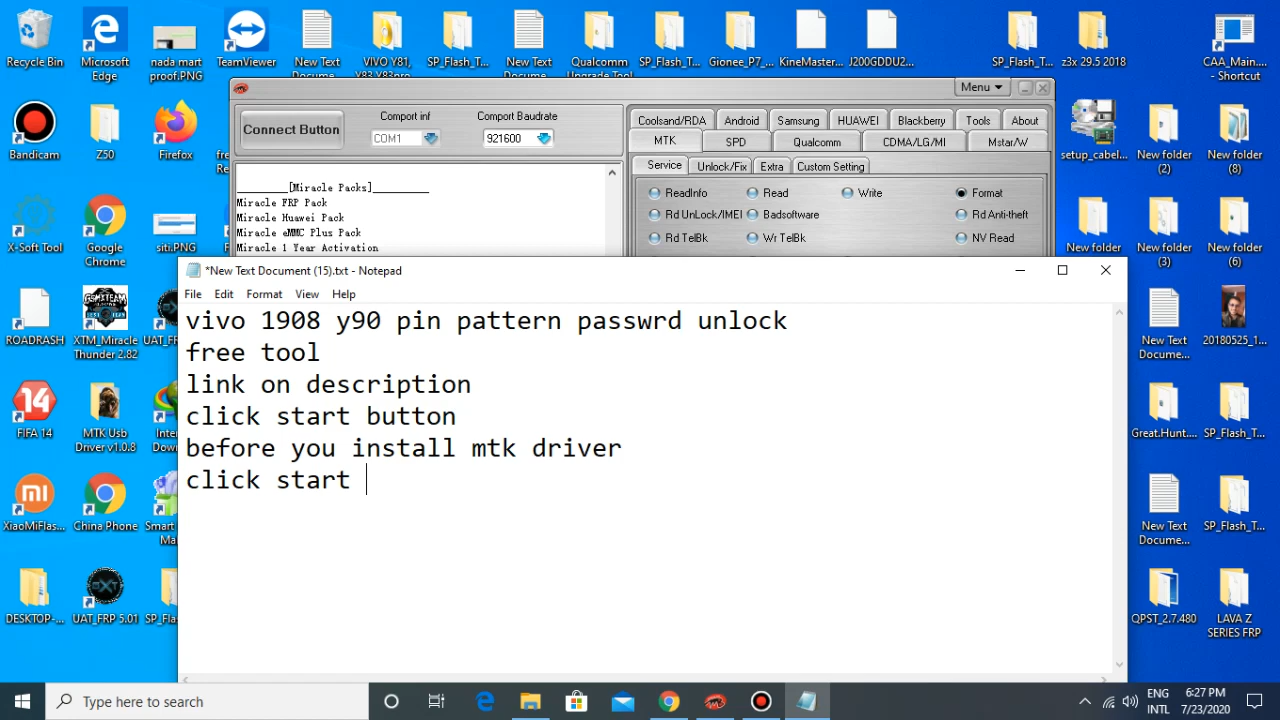 Recycle Bin
Microsoft Edge
nada mart proof.PNG
TeamViewer
New Text Docume...
VIVO Y81, Y83 Y83pro
SP_Flash_T...
New Text Docume...
Qualcomm Upgrade Tool
SP_Flash_T...
Gionee_P7_...
KineMaster...
J200GDDU2...
SP_Flash_T...
z3x 29.5 2018
CAA_Main.... - Shortcut
Bandicam
Z50
Firefox
setup_cabel...
New folder (2)
New folder (8)
X-Soft Tool
Google Chrome
siti.PNG
New folder
New folder (3)
New folder (6)
ROADRASH
XTM_Miracle Thunder 2.82
New Text Docume...
20180525_1...
FIFA 14
MTK Usb Driver v1.0.8
Great.Hunt....
SP_Flash_T...
XiaoMiFlas...
China Phone
New Text Docume...
SP_Flash_T...
DESKTOP-...
UAT_FRP 5.01
QPST_2.7.480
LAVA Z SERIES FRP
Menu
Connect Button
Comport inf
Comport Baudrate
COM1
921600
Coolsand/RDA
Android
Samsung
HUAWEI
Blackberry
Tools
About
MTK
SPD
Qualcomm
CDMA/LG/MI
Mstar/W
Service
Unlock/Fix
Extra
Custom Setting
ReadInfo
Read
Write
Format
Rd UnLock/IMEI
Badsoftware
Rd Anti-theft
Rd TelBk
Wr TelBk
NV Read
________[Miracle Packs]_________
Miracle FRP Pack
Miracle Huawei Pack
Miracle eMMC Plus Pack
Miracle 1 Year Activation
*New Text Document (15).txt - Notepad
File Edit Format View Help
vivo 1908 y90 pin pattern passwrd unlock
free tool
link on description
click start button
before you install mtk driver
click start
Type here to search
ENG
INTL
6:27 PM
7/23/2020